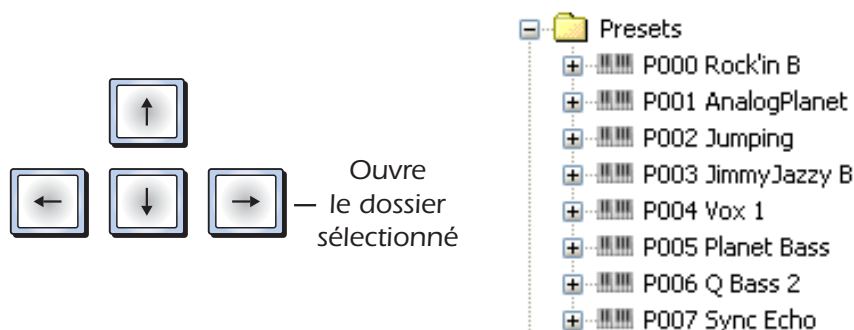 Ouvre
le dossier
sélectionné
Presets
P000 Rock'in B
P001 AnalogPlanet
P002 Jumping
P003 JimmyJazzy B
P004 Vox 1
P005 Planet Bass
P006 Q Bass 2
P007 Sync Echo